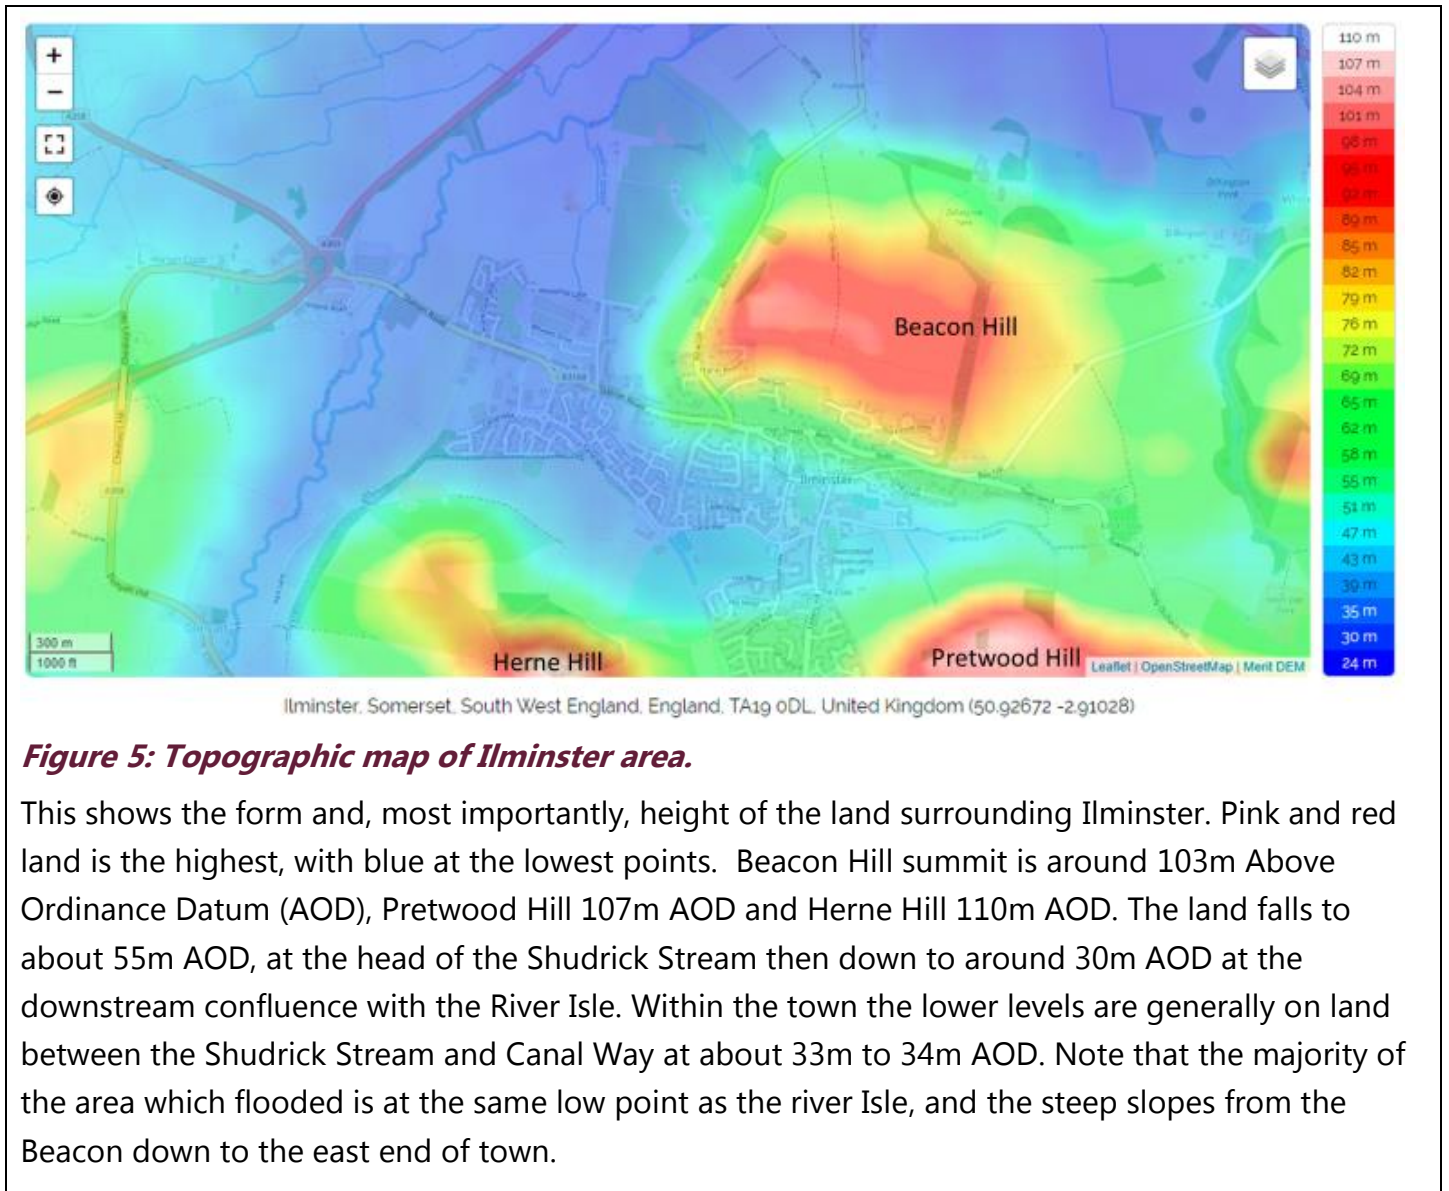 +
−
110 m
107 m
104 m
101 m
98 m
95 m
92 m
89 m
85 m
82 m
79 m
76 m
72 m
69 m
65 m
62 m
58 m
55 m
51 m
47 m
43 m
39 m
35 m
30 m
24 m
Beacon Hill
Ilminster
300 m
1000 ft
Herne Hill
Pretwood Hill
Leaflet | OpenStreetMap | Merit DEM
Ilminster, Somerset, South West England, England, TA19 0DL, United Kingdom (50.92672 -2.91028)
Figure 5: Topographic map of Ilminster area.
This shows the form and, most importantly, height of the land surrounding Ilminster. Pink and red
land is the highest, with blue at the lowest points.  Beacon Hill summit is around 103m Above
Ordinance Datum (AOD), Pretwood Hill 107m AOD and Herne Hill 110m AOD. The land falls to
about 55m AOD, at the head of the Shudrick Stream then down to around 30m AOD at the
downstream confluence with the River Isle. Within the town the lower levels are generally on land
between the Shudrick Stream and Canal Way at about 33m to 34m AOD. Note that the majority of
the area which flooded is at the same low point as the river Isle, and the steep slopes from the
Beacon down to the east end of town.